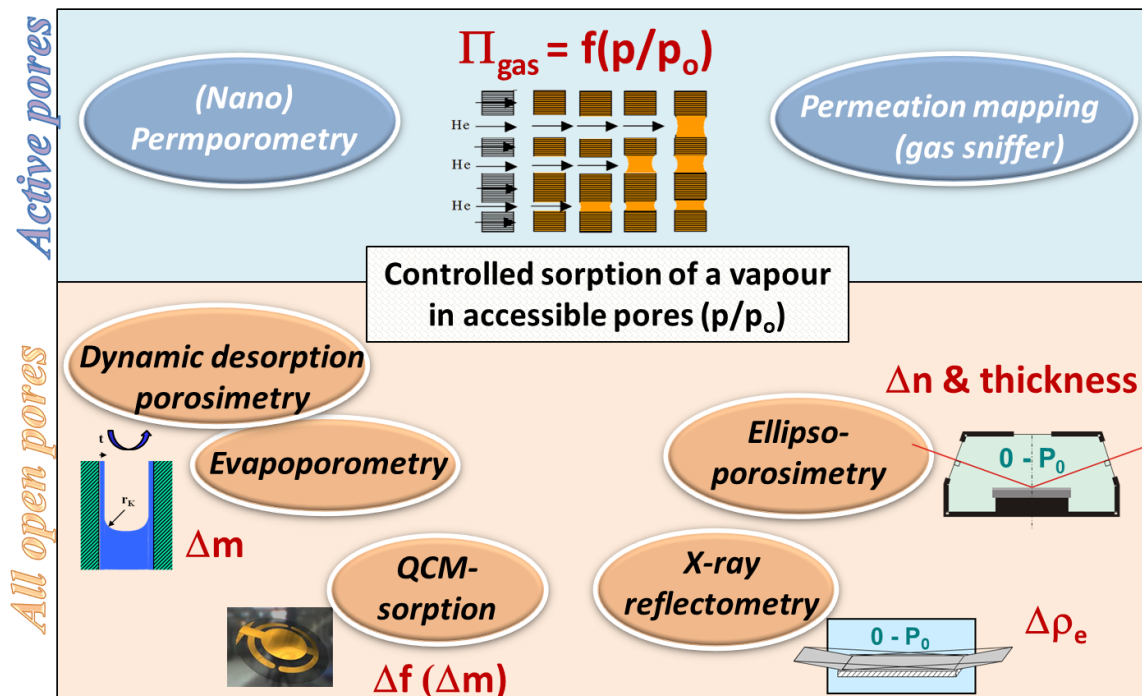 Active pores
Π_gas = f(p/p_o)
(Nano)
Permporometry
He
He
He
Permeation mapping
(gas sniffer)
Controlled sorption of a vapour
in accessible pores (p/p_o)
All open pores
Dynamic desorption
porosimetry
t
r_K
Δm
Evapoporometry
QCM-
sorption
Δf (Δm)
Δn & thickness
Ellipso-
porosimetry
0 - P_0
X-ray
reflectometry
0 - P_0
Δρ_e